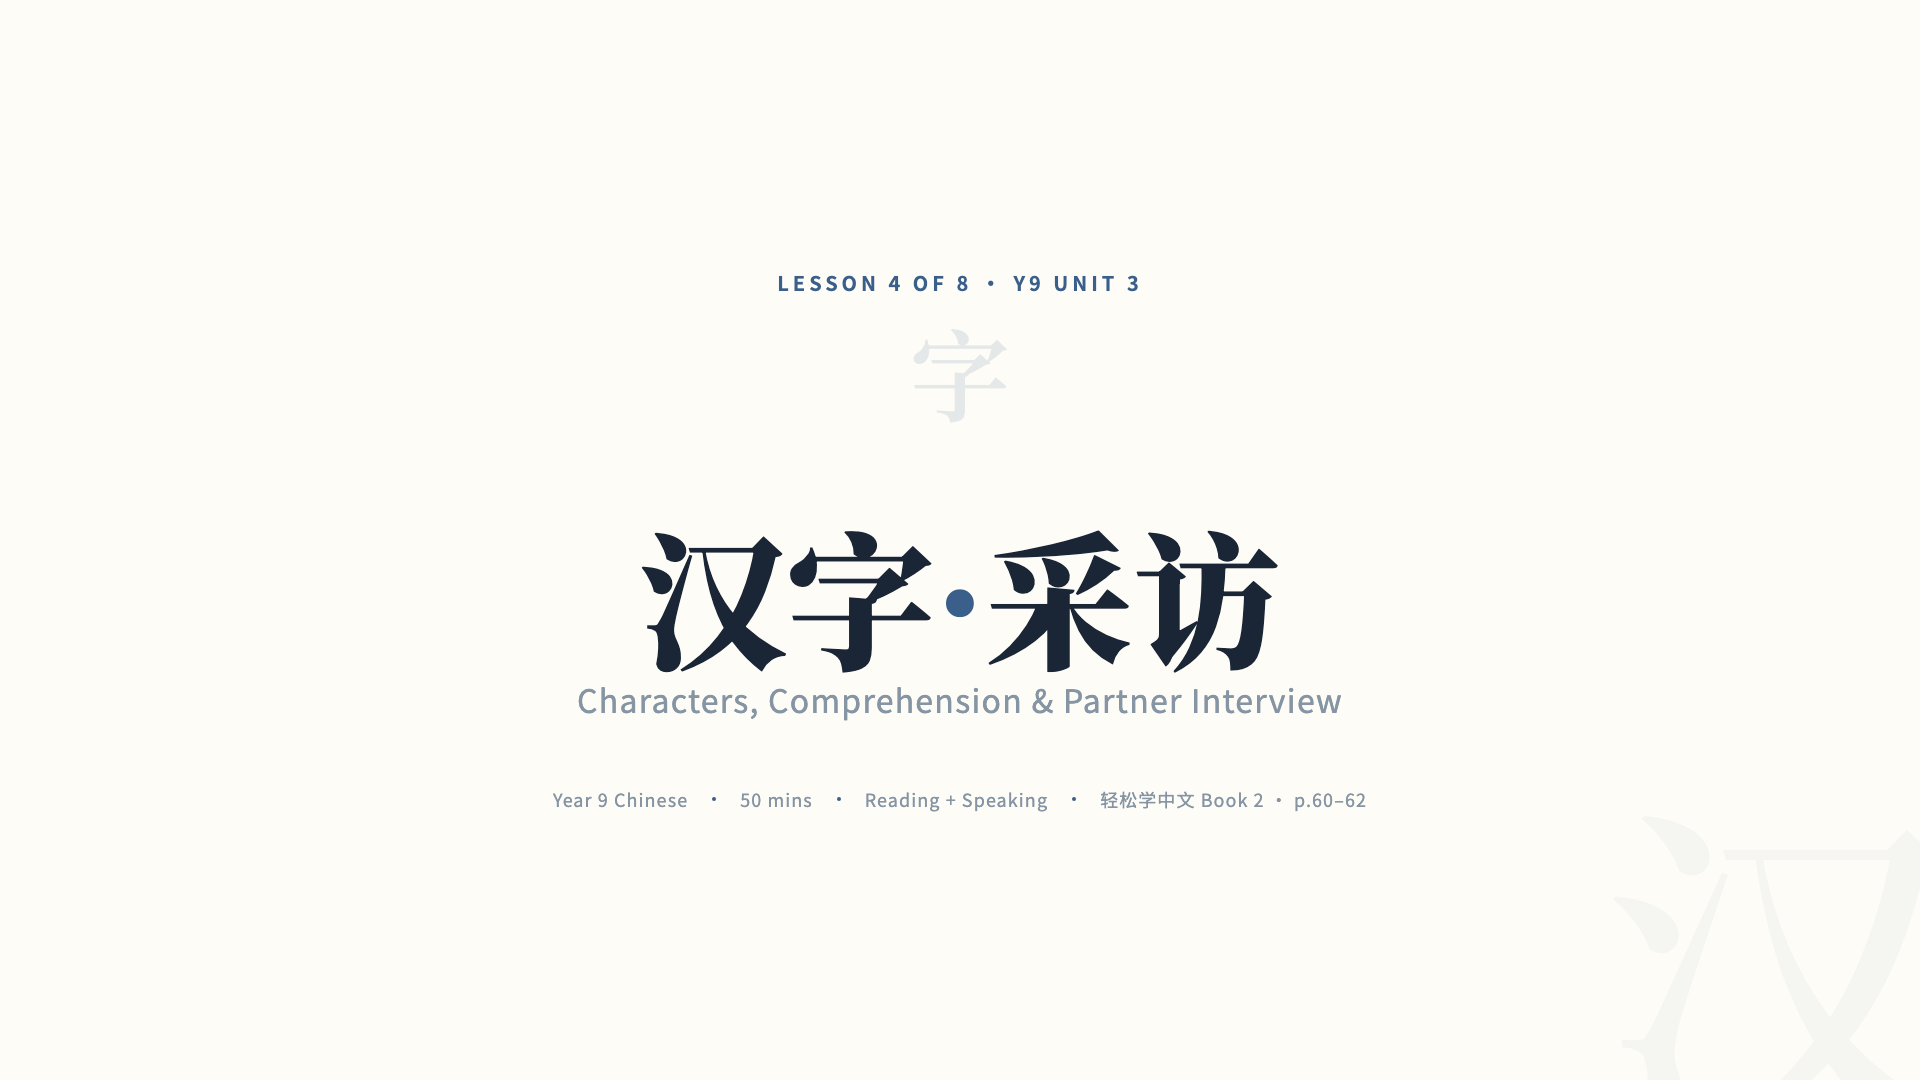 LESSON 4 OF 8 • Y9 UNIT 3
字
汉字·采访
Characters, Comprehension & Partner Interview
Year 9 Chinese • 50 mins • Reading + Speaking • 轻松学中文 Book 2 • p.60–62
汉